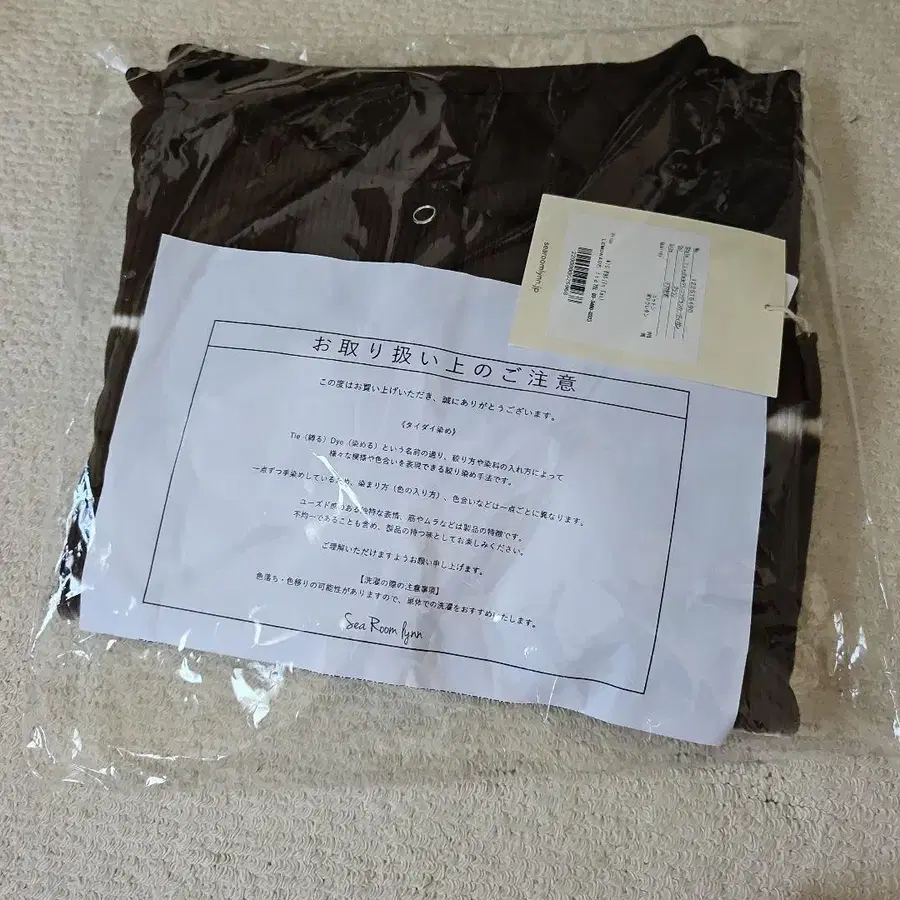 お取り扱い上のご注意
この度はお買い上げいただき、誠にありがとうございます。
《タイダイ染め》
Tie（縛る）Dye（染める）という名前の通り、絞り方や染料の入れ方によって
様々な模様や色合いを表現できる絞り染め手法です。
一点ずつ手染めしているため、染まり方（色の入り方）、色合いなどは一点ごとに異なります。
ユーズド感のある独特な表情、筋やムラなどは製品の特徴です。
不均一であることも含め、製品の持つ味としてお楽しみください。
ご理解いただけますようお願い申し上げます。
【洗濯の際の注意事項】
色落ち・色移りの可能性がありますので、単体での洗濯をおすすめいたします。
Sea Room lynn
searoomlynn.jp